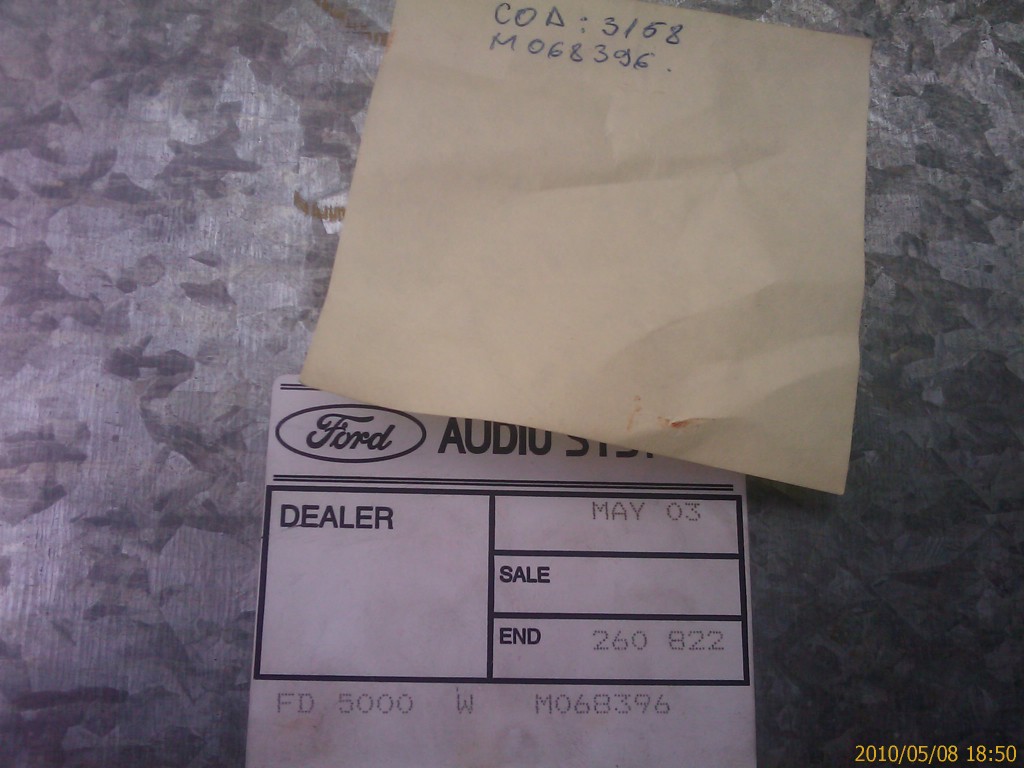 COD: 3168
M068396.
Ford AUDIO
DEALER
MAY 03
SALE
END 260 822
FD 5000 W M068396
2010/05/08 18:50